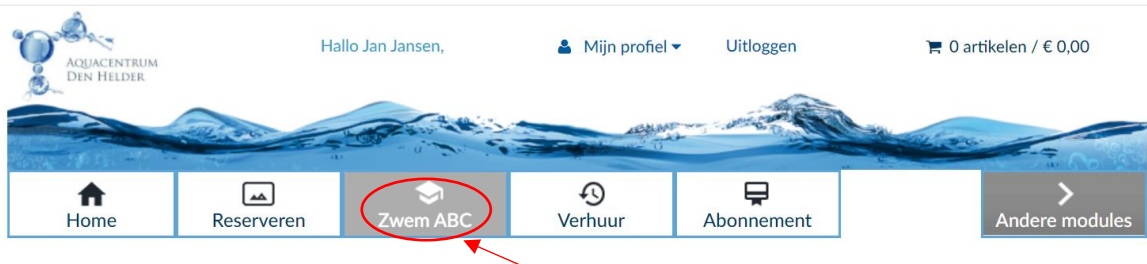 AQUACENTRUM
DEN HELDER
Hallo Jan Jansen,
Mijn profiel
Uitloggen
0 artikelen / € 0,00
Home
Reserveren
Zwem ABC
Verhuur
Abonnement
Andere modules